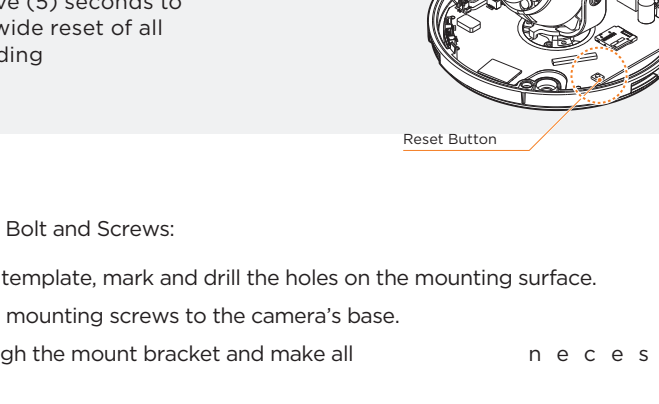 ve (5) seconds to
wide reset of all
ding
Reset Button
Bolt and Screws:
template, mark and drill the holes on the mounting surface.
mounting screws to the camera’s base.
gh the mount bracket and make all n e c e s